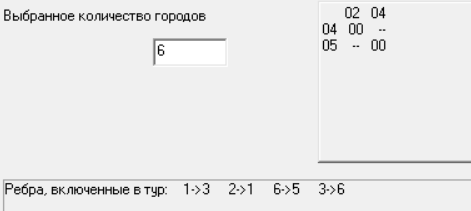 Выбранное количество городов
6
02 04
04 00 --
05 -- 00
Ребра, включенные в тур: 1->3 2->1 6->5 3->6